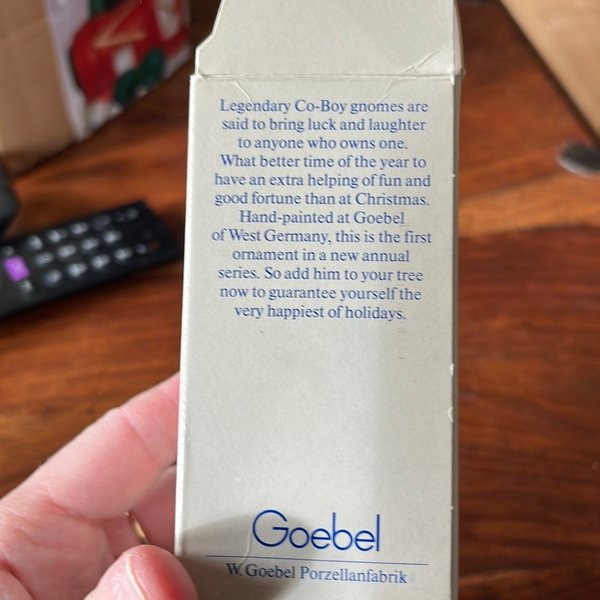 Legendary Co-Boy gnomes are
said to bring luck and laughter
to anyone who owns one.
What better time of the year to
have an extra helping of fun and
good fortune than at Christmas.
Hand-painted at Goebel
of West Germany, this is the first
ornament in a new annual
series. So add him to your tree
now to guarantee yourself the
very happiest of holidays.
Goebel
W. Goebel Porzellanfabrik